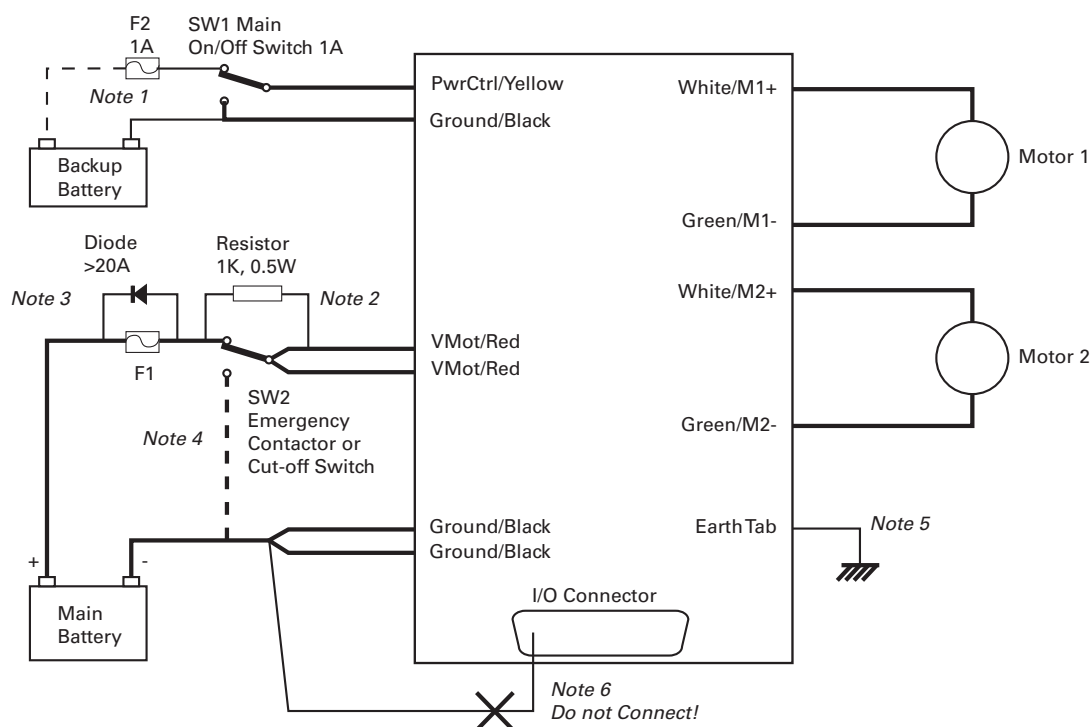 F2
1A
SW1 Main
On/Off Switch 1A
Note 1
Backup
Battery
PwrCtrl/Yellow
Ground/Black
White/M1+
Motor 1
Green/M1-
Diode
>20A
Resistor
1K, 0.5W
Note 3
Note 2
F1
VMot/Red
VMot/Red
White/M2+
Motor 2
Green/M2-
SW2
Emergency
Contactor or
Cut-off Switch
Note 4
Ground/Black
Ground/Black
Earth Tab
Note 5
+
-
Main
Battery
I/O Connector
Note 6
Do not Connect!